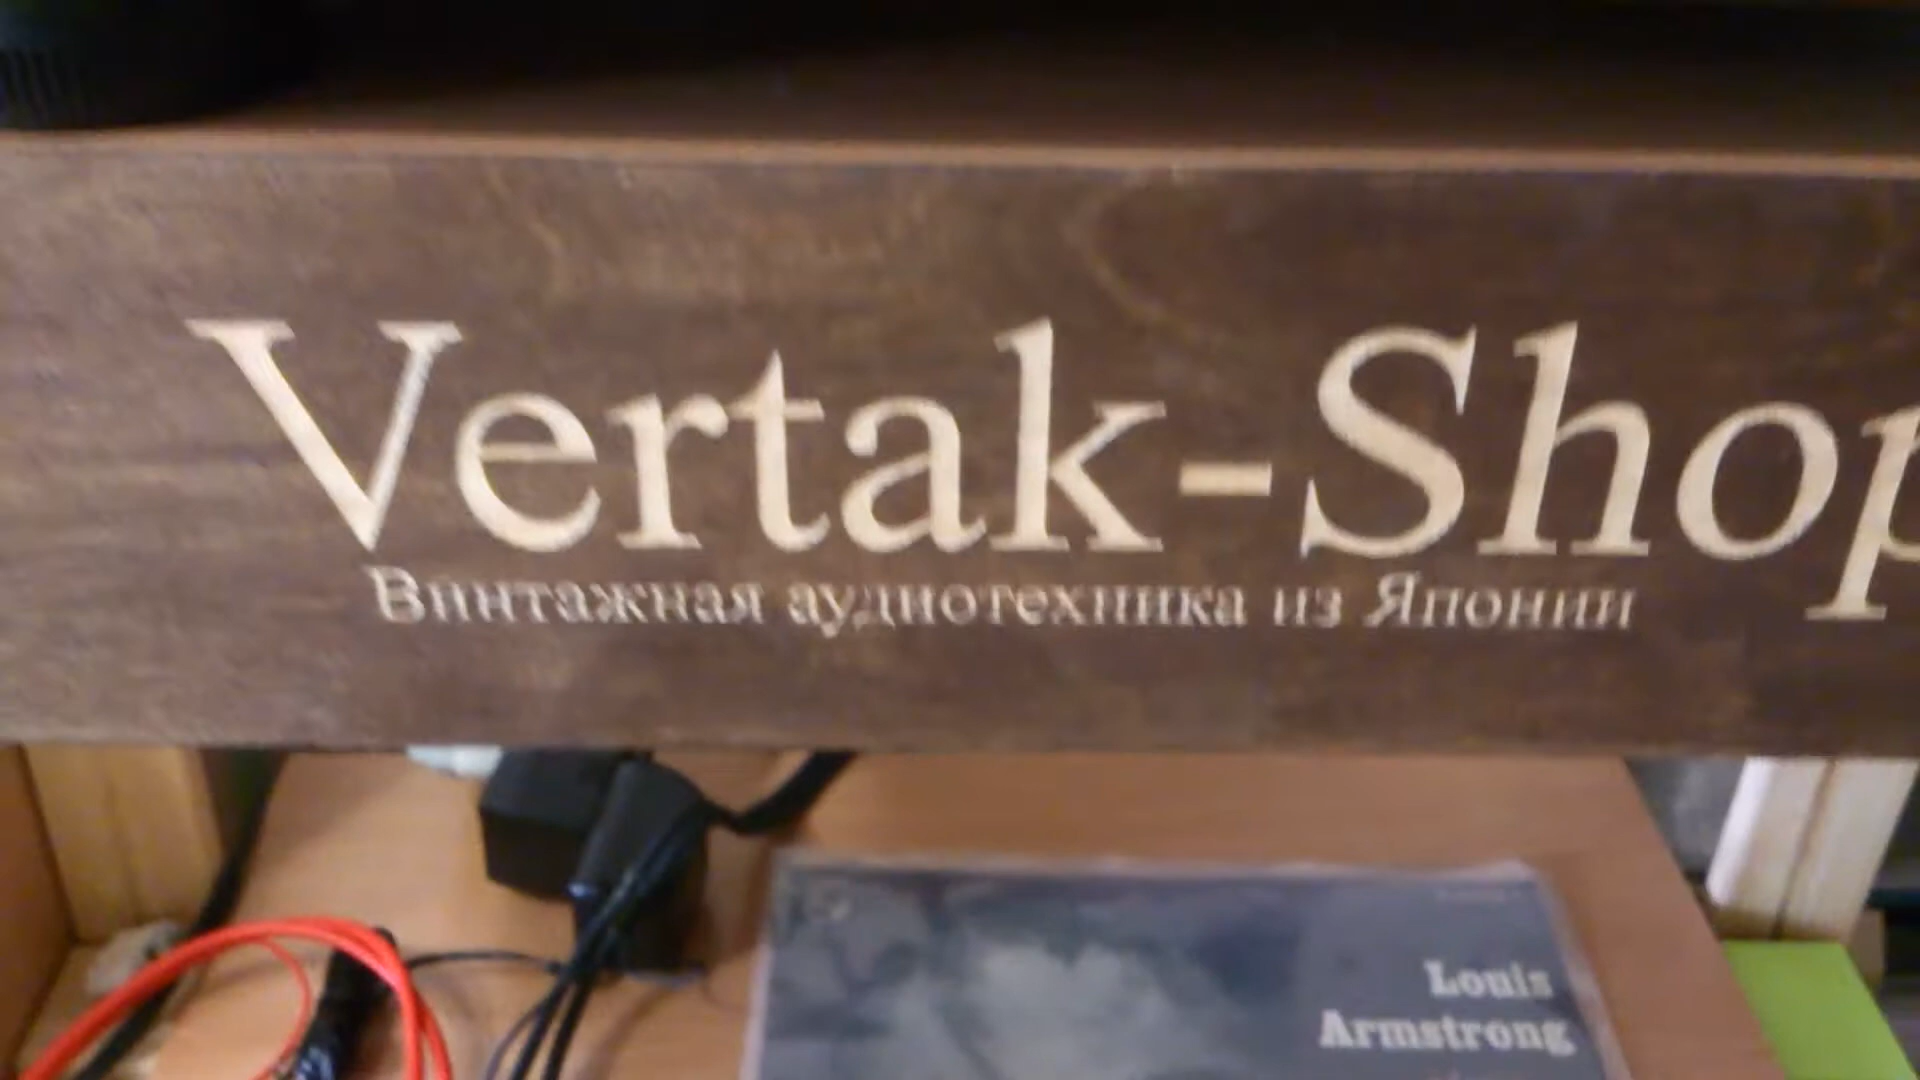 Vertak-Shop
Винтажная аудиотехника из Японии
Louis
Armstrong